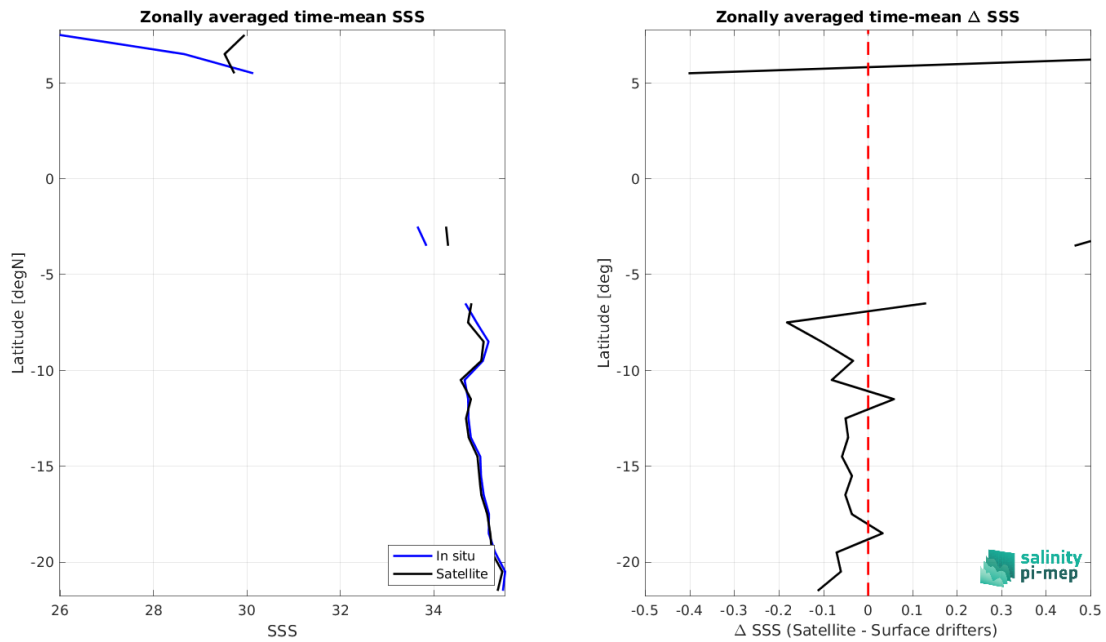 Zonally averaged time-mean SSS
Latitude [degN]
5
0
-5
-10
-15
-20
26
28
30
32
34
SSS
In situ
Satellite
Zonally averaged time-mean Δ SSS
Latitude [deg]
5
0
-5
-10
-15
-20
-0.5
-0.4
-0.3
-0.2
-0.1
0
0.1
0.2
0.3
0.4
0.5
Δ SSS (Satellite - Surface drifters)
salinity
pi-mep